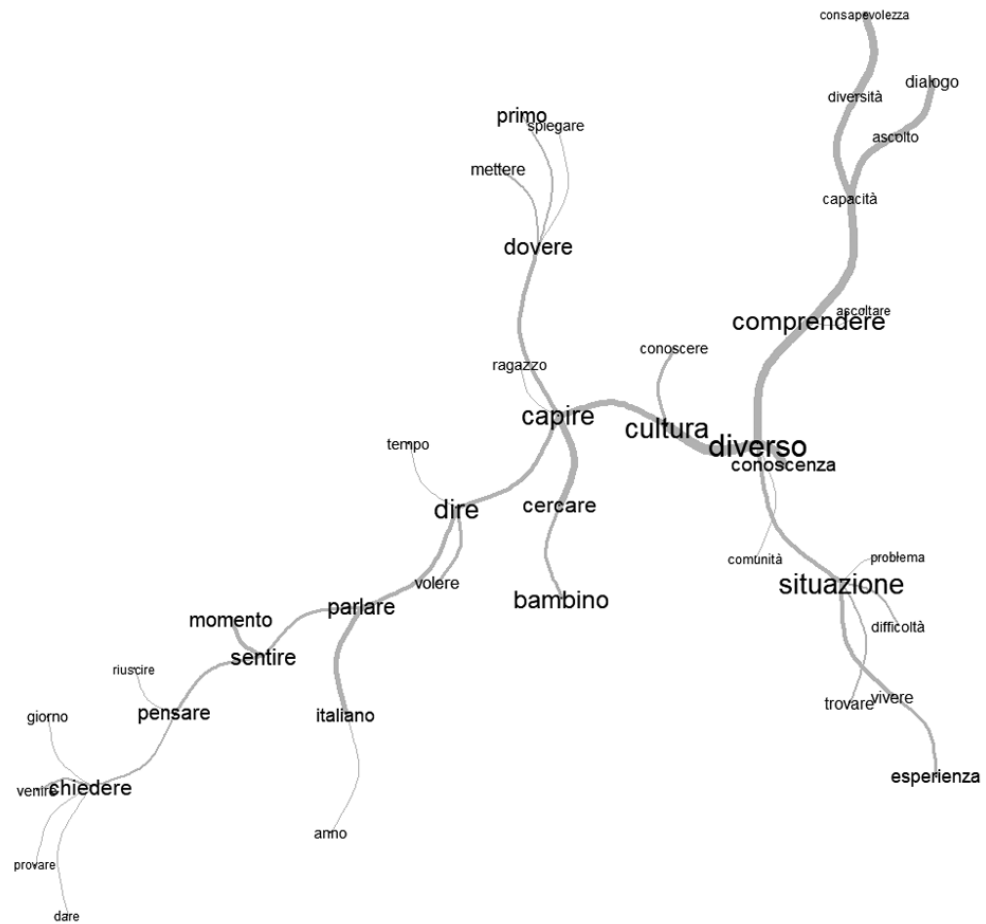 consapevolezza
dialogo
diversità
primo
spiegare
ascolto
mettere
capacità
dovere
ascoltare
comprendere
conoscere
ragazzo
capire
cultura
tempo
diverso
conoscenza
cercare
dire
comunità
problema
volere
situazione
bambino
parlare
momento
difficoltà
sentire
riuscire
vivere
trovare
pensare
italiano
giorno
esperienza
chiedere
venire
anno
provare
dare